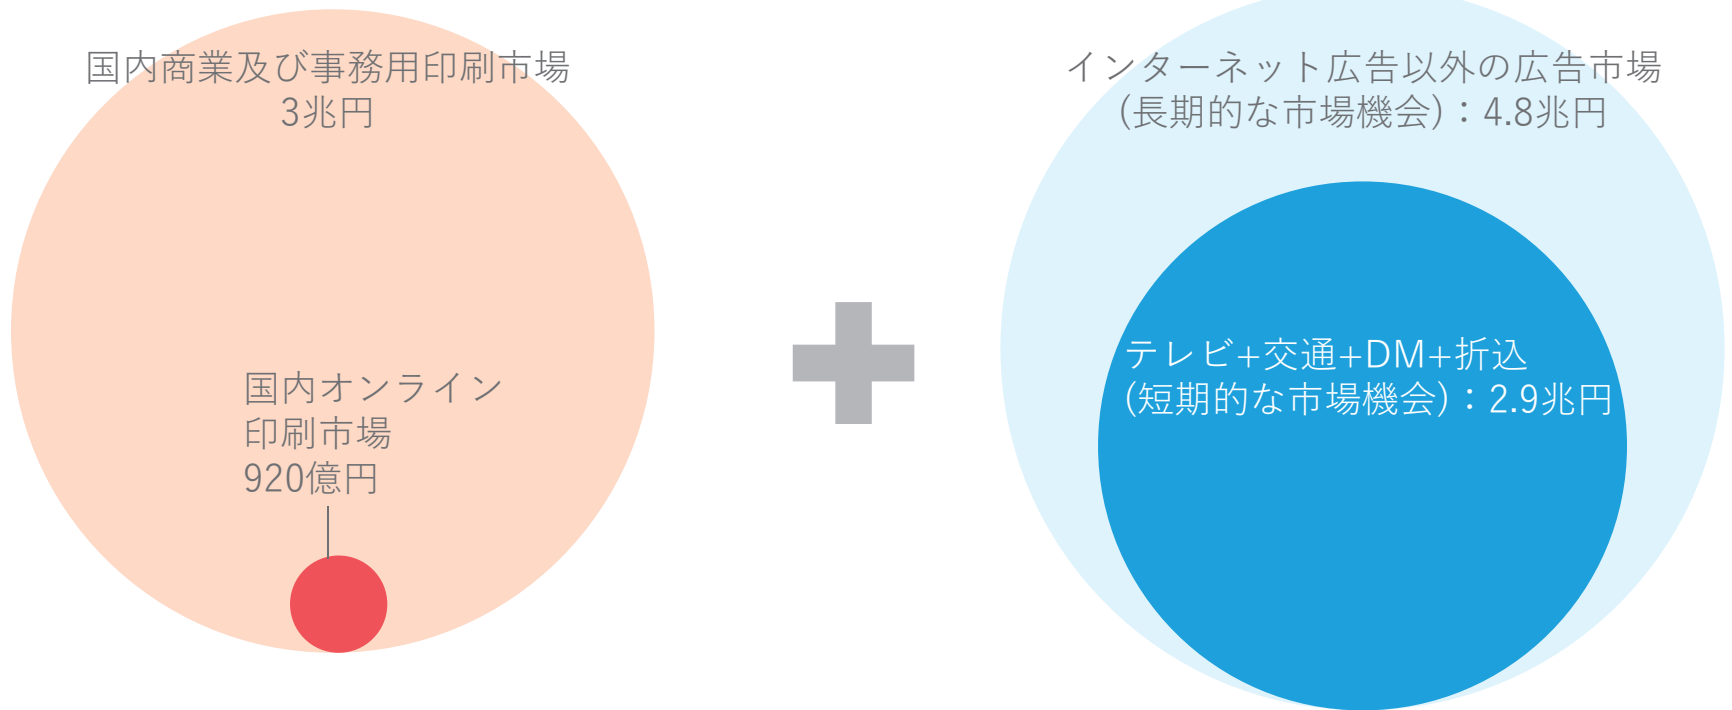 国内商業及び事務用印刷市場
3兆円
国内オンライン
印刷市場
920億円
インターネット広告以外の広告市場
(長期的な市場機会)：4.8兆円
テレビ+交通+DM+折込
(短期的な市場機会)：2.9兆円